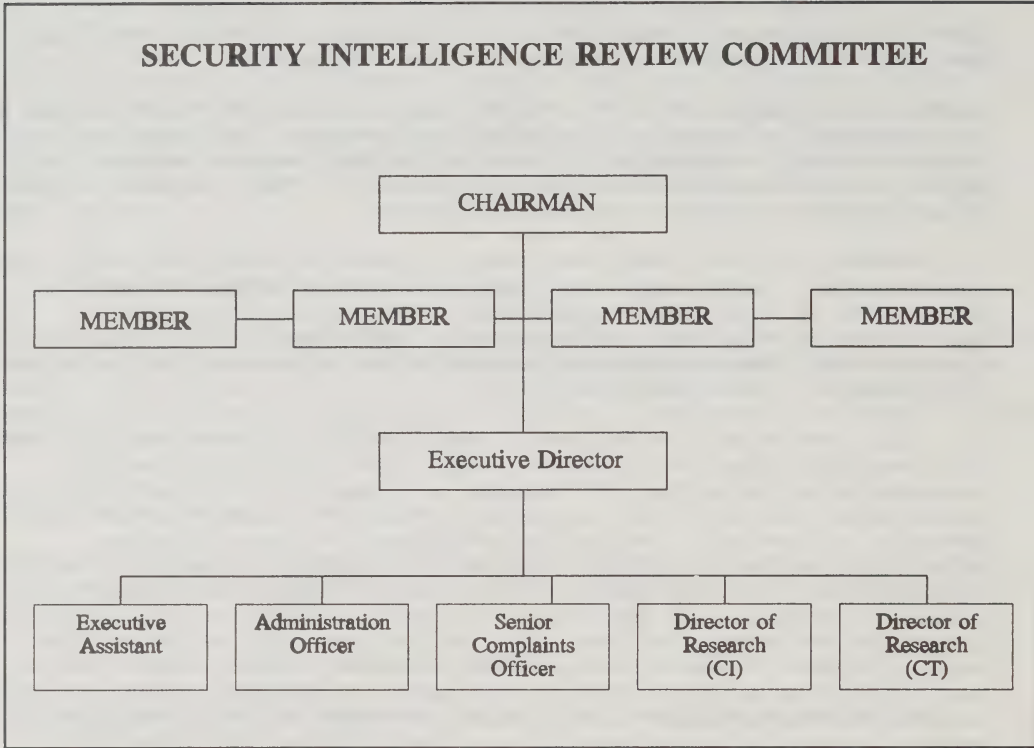 SECURITY INTELLIGENCE REVIEW COMMITTEE
CHAIRMAN
MEMBER
MEMBER
MEMBER
MEMBER
Executive Director
Executive
Assistant
Administration
Officer
Senior
Complaints
Officer
Director of
Research
(CI)
Director of
Research
(CT)